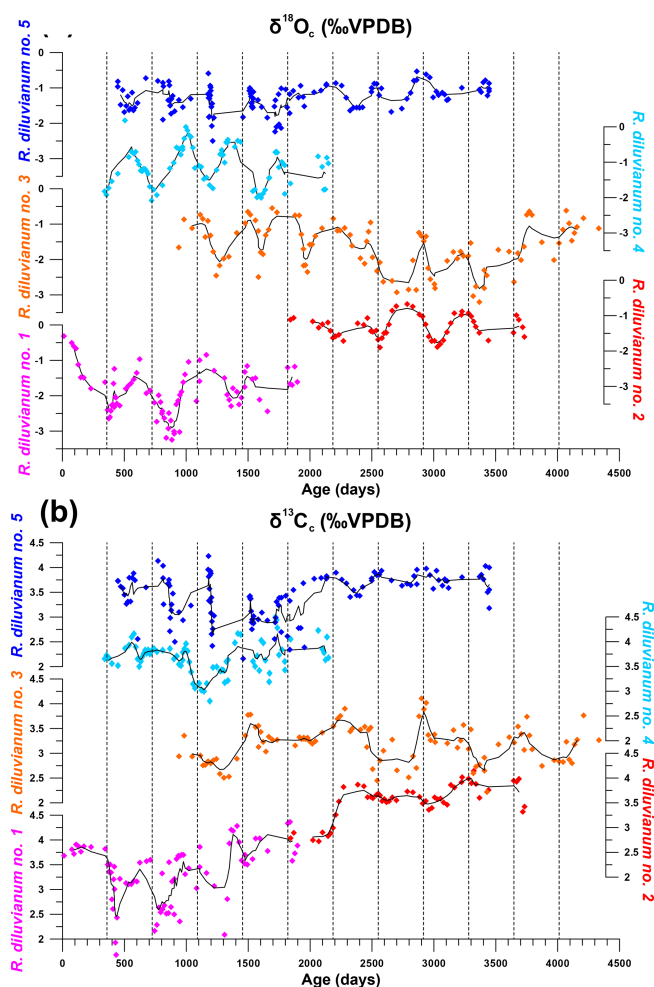 δ¹⁸Oc (‰VPDB)
R. diluvianum no. 5
0
-1
-2
-3
R. diluvianum no. 4
0
-1
-2
-3
R. diluvianum no. 3
0
-1
-2
-3
R. diluvianum no. 2
0
-1
-2
-3
R. diluvianum no. 1
0
-1
-2
-3
0 500 1000 1500 2000 2500 3000 3500 4000 4500
Age (days)
(b)
δ¹³Cc (‰VPDB)
R. diluvianum no. 5
4.5
4
3.5
3
2.5
2
R. diluvianum no. 4
4.5
4
3.5
3
2.5
2
R. diluvianum no. 3
4.5
4
3.5
3
2.5
2
R. diluvianum no. 2
4.5
4
3.5
3
2.5
2
R. diluvianum no. 1
4.5
4
3.5
3
2.5
2
0 500 1000 1500 2000 2500 3000 3500 4000 4500
Age (days)